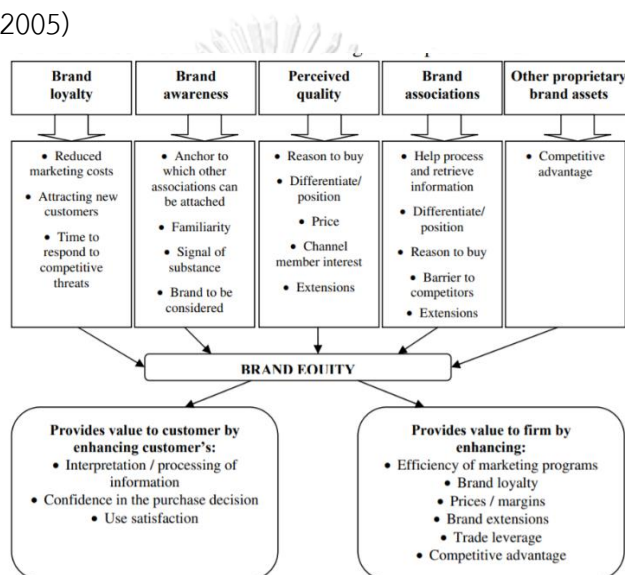 2005)
Brand
loyalty
Brand
awareness
Perceived
quality
Brand
associations
Other proprietary
brand assets
• Reduced
marketing costs
• Attracting new
customers
• Time to
respond to
competitive
threats
• Anchor to
which other
associations can
be attached
• Familiarity
• Signal of
substance
• Brand to be
considered
• Reason to buy
• Differentiate/
position
• Price
• Channel
member interest
• Extensions
• Help process
and retrieve
information
• Differentiate/
position
• Reason to buy
• Barrier to
competitors
• Extensions
• Competitive
advantage
BRAND EQUITY
Provides value to customer by
enhancing customer's:
• Interpretation / processing of
information
• Confidence in the purchase decision
• Use satisfaction
Provides value to firm by
enhancing:
• Efficiency of marketing programs
• Brand loyalty
• Prices / margins
• Brand extensions
• Trade leverage
• Competitive advantage